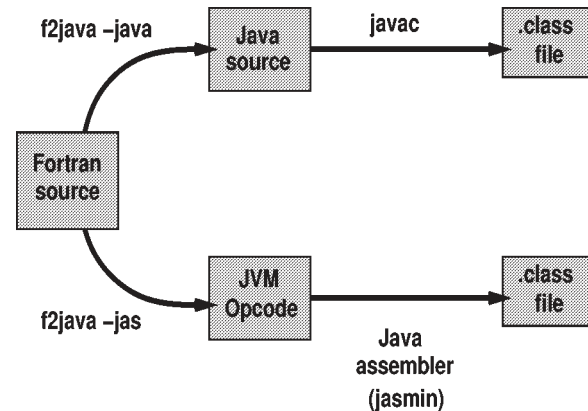 f2java –java
Java
source
javac
.class
file
Fortran
source
f2java –jas
JVM
Opcode
Java
assembler
(jasmin)
.class
file